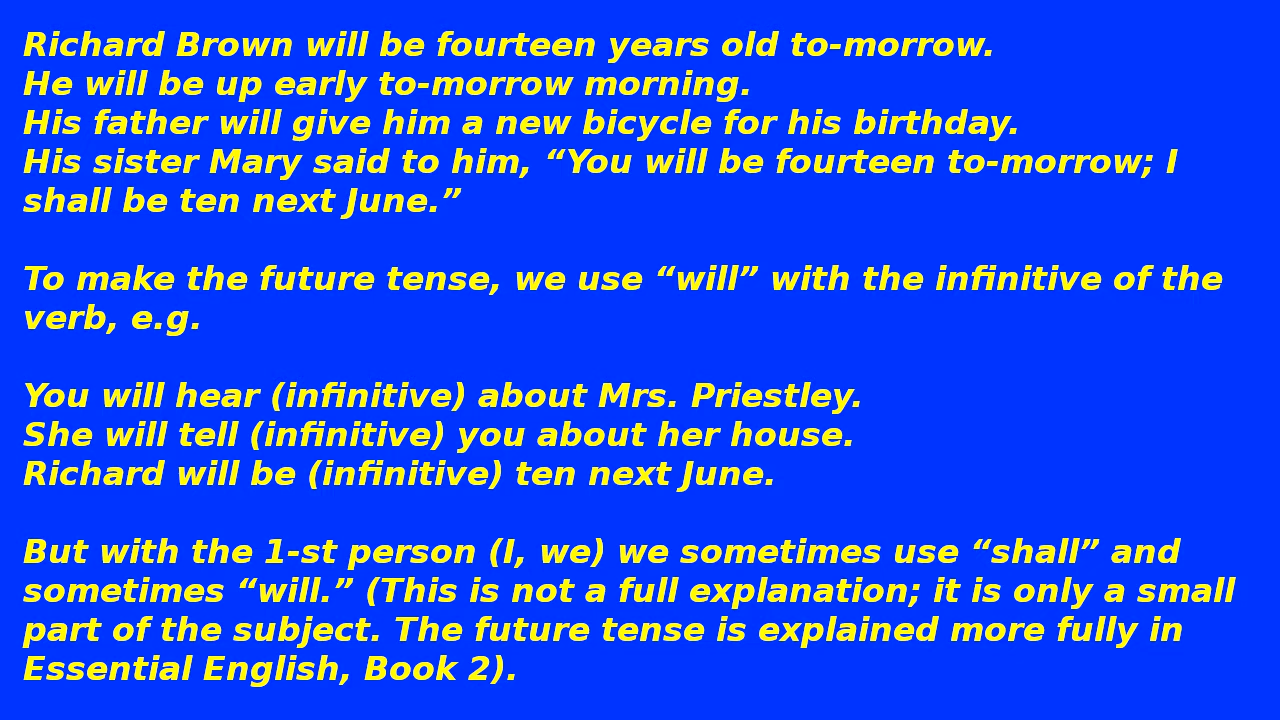 Richard Brown will be fourteen years old to-morrow.
He will be up early to-morrow morning.
His father will give him a new bicycle for his birthday.
His sister Mary said to him, “You will be fourteen to-morrow; I
shall be ten next June.”
To make the future tense, we use “will” with the infinitive of the
verb, e.g.
You will hear (infinitive) about Mrs. Priestley.
She will tell (infinitive) you about her house.
Richard will be (infinitive) ten next June.
But with the 1-st person (I, we) we sometimes use “shall” and
sometimes “will.” (This is not a full explanation; it is only a small
part of the subject. The future tense is explained more fully in
Essential English, Book 2).